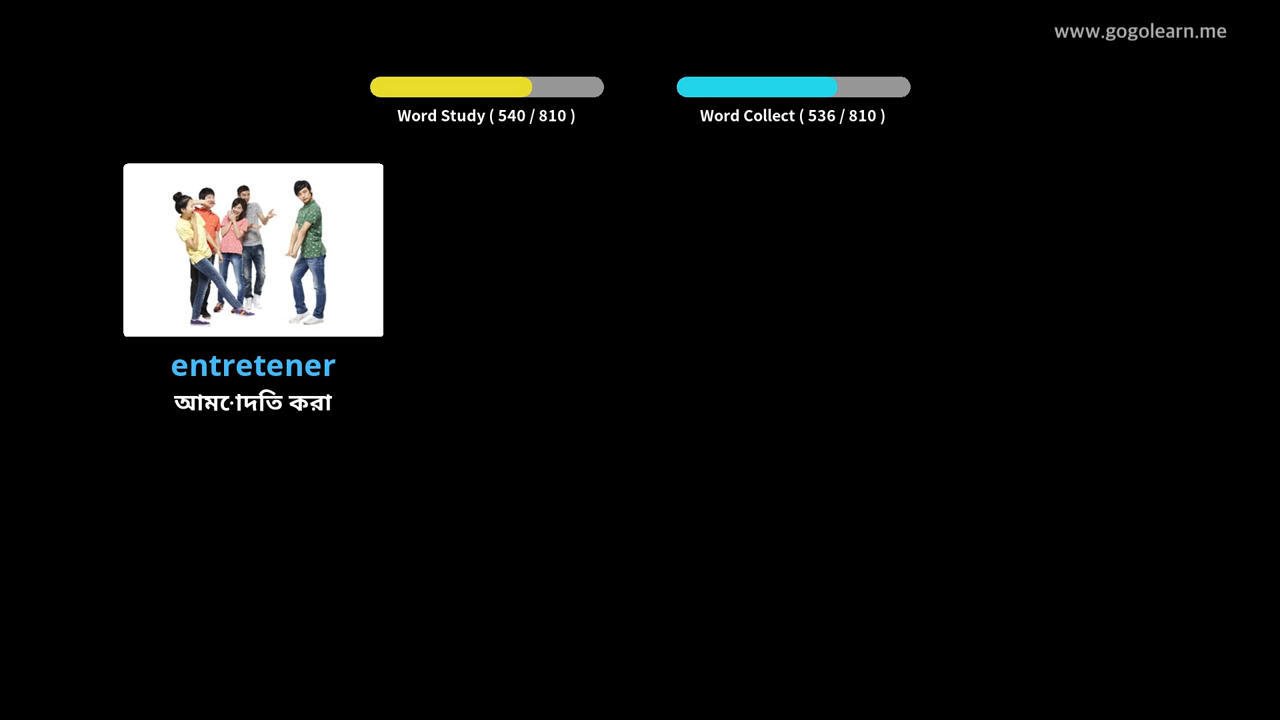 www.gogolearn.me
Word Study ( 540 / 810 )
Word Collect ( 536 / 810 )
entretener
আমোদিত করা